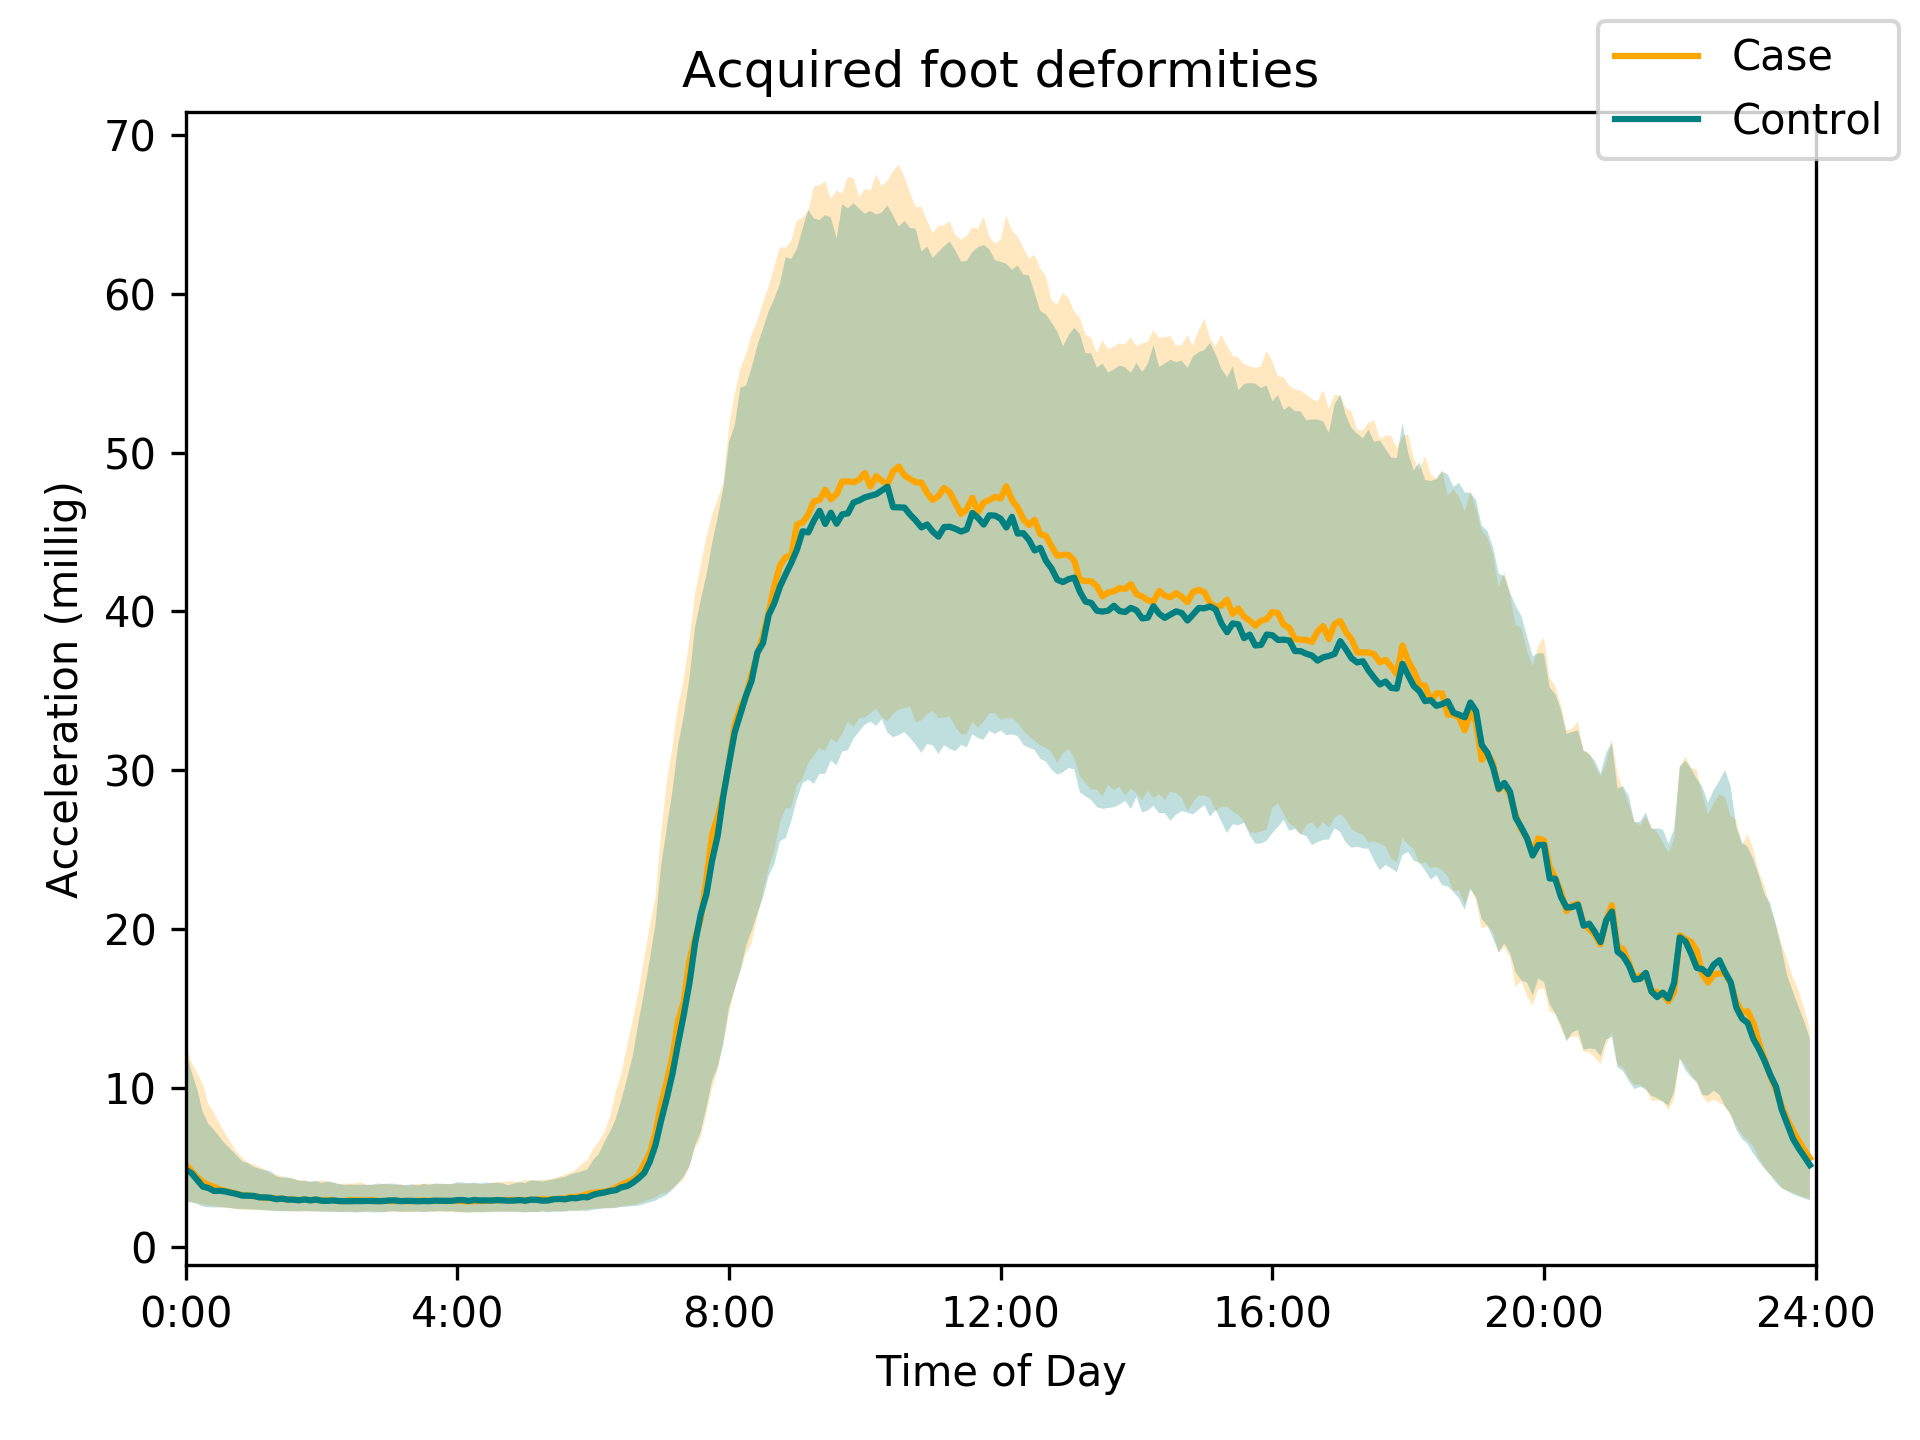 Acquired foot deformities
Case
Control
Acceleration (millig)
70
60
50
40
30
20
10
0
0:00 4:00 8:00 12:00 16:00 20:00 24:00
Time of Day